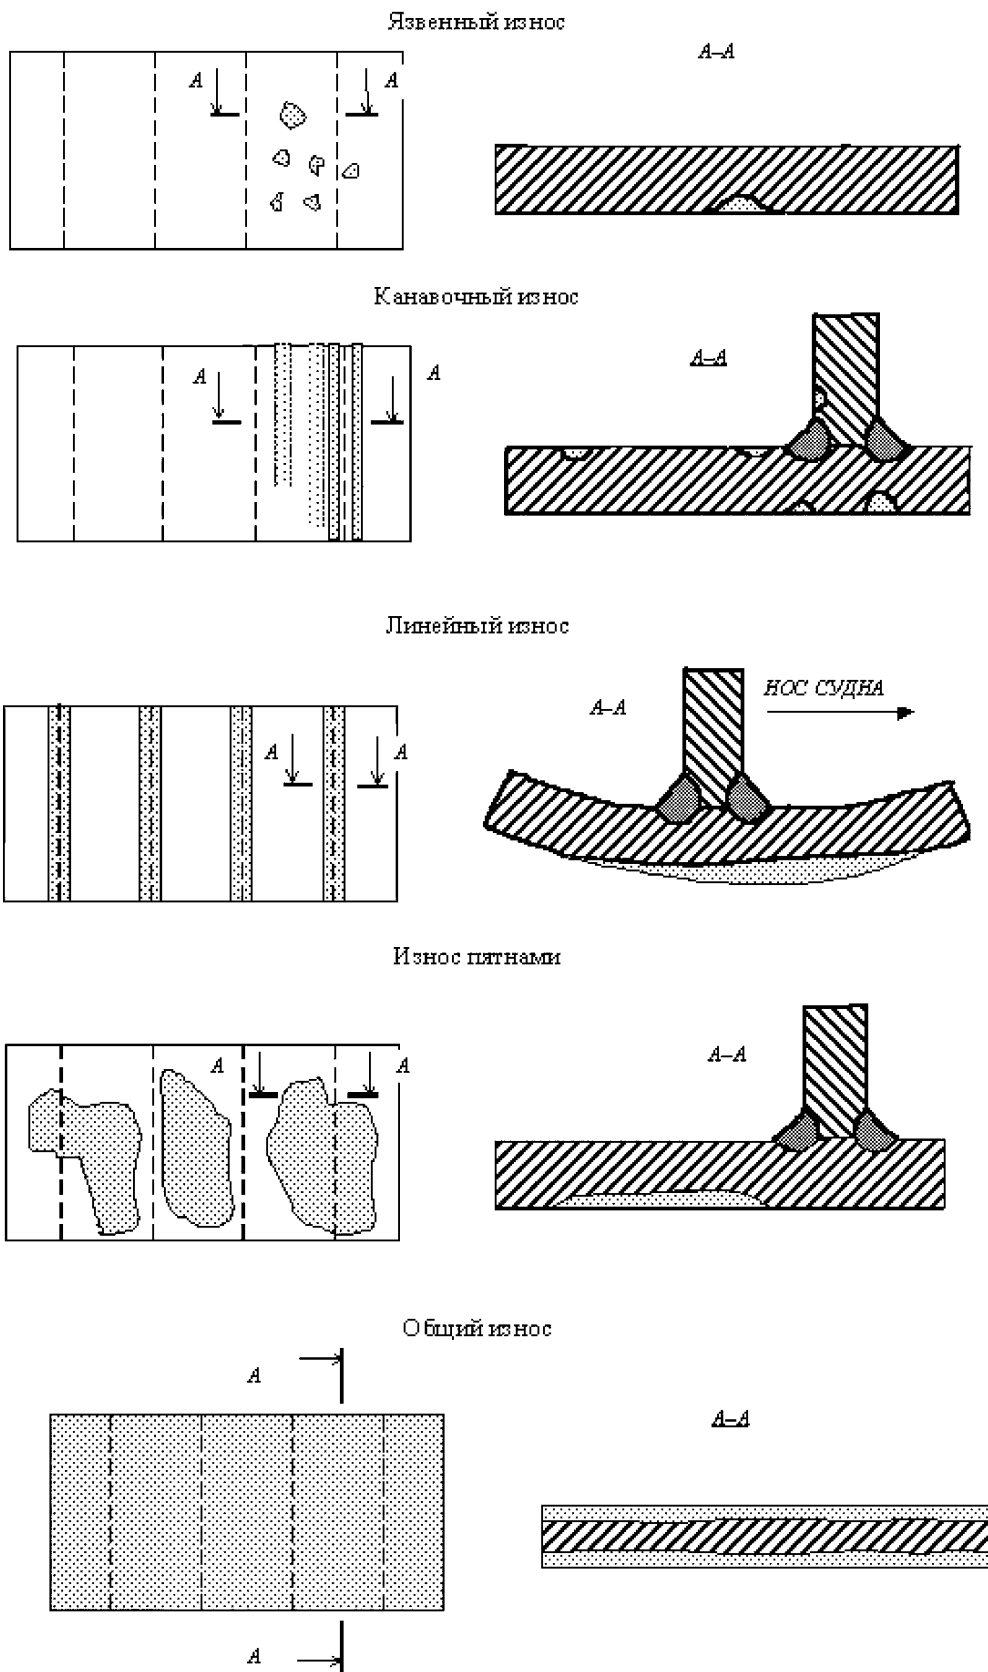 Язвенный износ
А–А
А
А
Канавочный износ
А–А
А
А
Линейный износ
НОС СУДНА
А–А
А
А
Износ пятнами
А–А
А
А
Общий износ
А
А–А
А